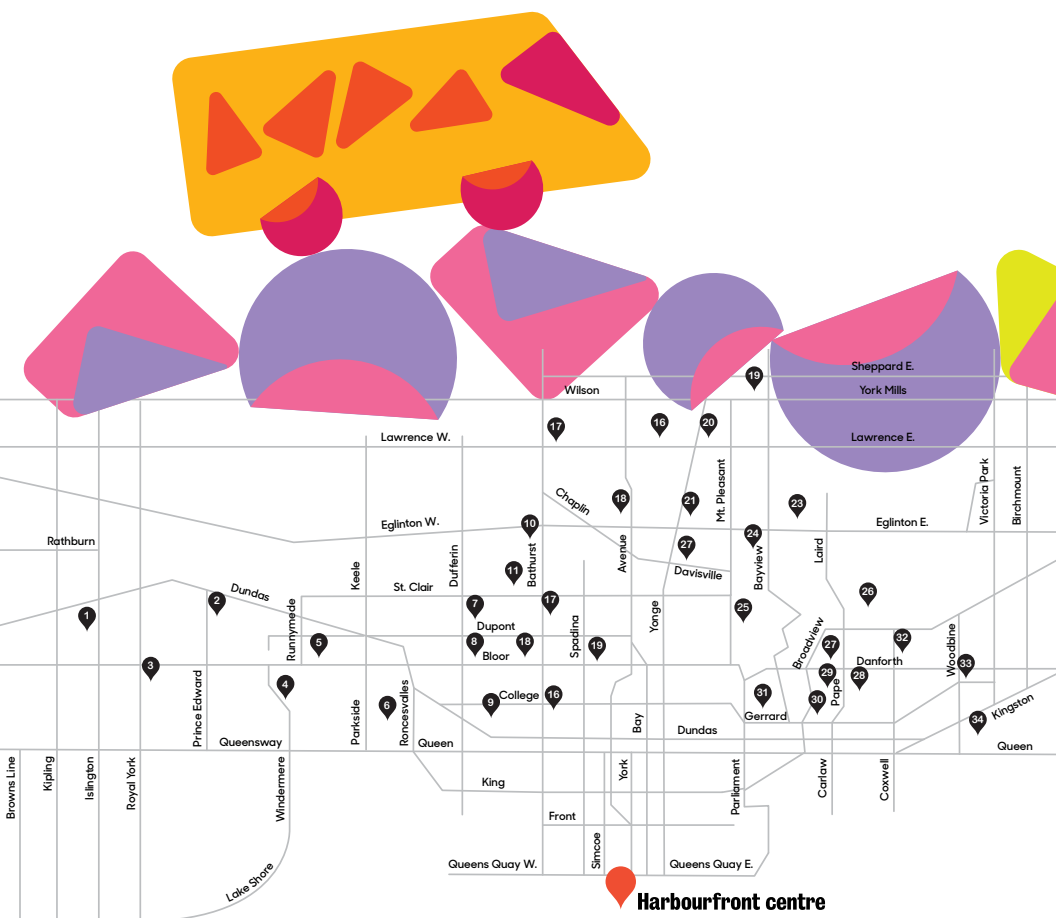 Sheppard E.
19
Wilson
York Mills
17
16
20
Lawrence W.
Lawrence E.
Chaplin
18
21
Mt. Pleasant
23
Victoria Park
Birchmount
Eglinton W.
10
24
Eglinton E.
Rathburn
Dufferin
Bathurst
Avenue
27
Bayview
Laird
Keele
11
Davisville
St. Clair
26
1
2
Dundas
7
17
25
Runnymede
5
Dupont
Spadina
Yonge
8
18
19
Bloor
Broadview
27
32
Woodbine
3
Danforth
33
4
29
28
Pape
Prince Edward
Parkside
6
Roncesvalles
9
College
16
31
30
Gerrard
34
Kingston
Bay
Dundas
Queensway
Queen
Queen
Browns Line
Kipling
Islington
Royal York
Windermere
King
York
Parliament
Carlaw
Coxwell
Front
Simcoe
Lake Shore
Queens Quay W.
Queens Quay E.
Harbourfront centre